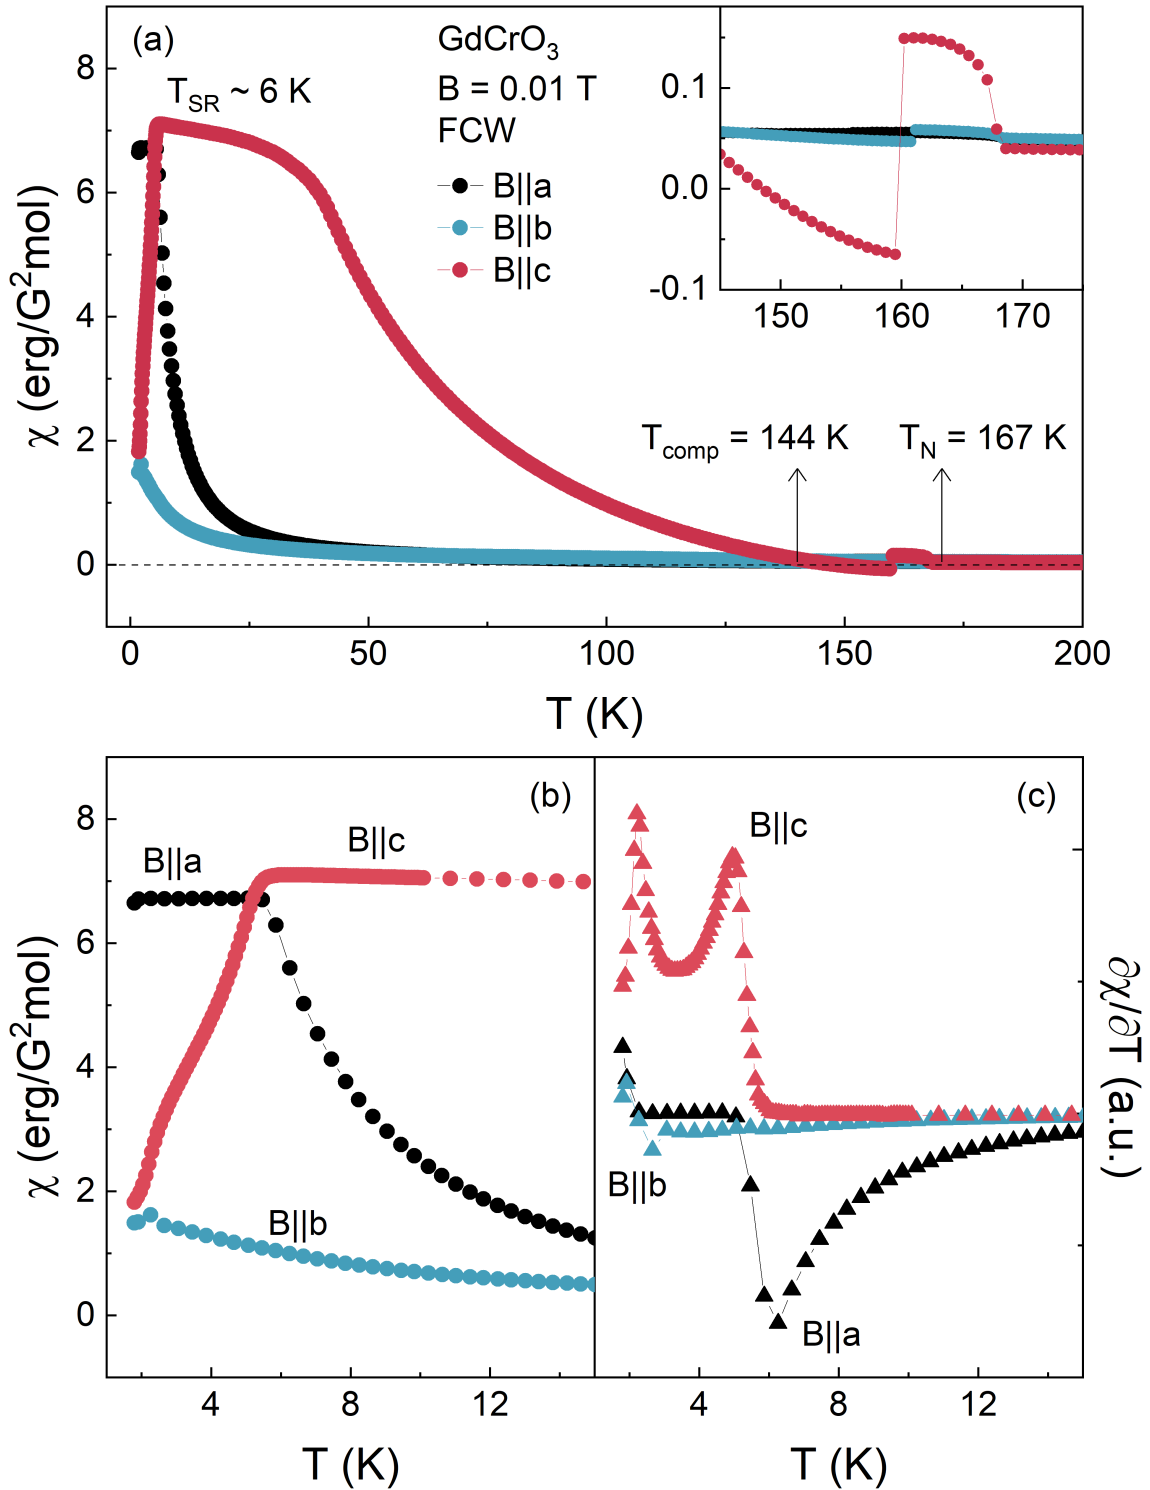 (a)
GdCrO₃
B = 0.01 T
FCW
B||a
B||b
B||c
T_SR ~ 6 K
T_comp = 144 K
T_N = 167 K
χ (erg/G²mol)
8
6
4
2
0
0 50 100 150 200
T (K)
0.1
0.0
-0.1
150 160 170
(b)
B||a
B||c
B||b
χ (erg/G²mol)
8
6
4
2
0
4 8 12
T (K)
(c)
B||c
B||b
B||a
∂χ/∂T (a.u.)
4 8 12
T (K)